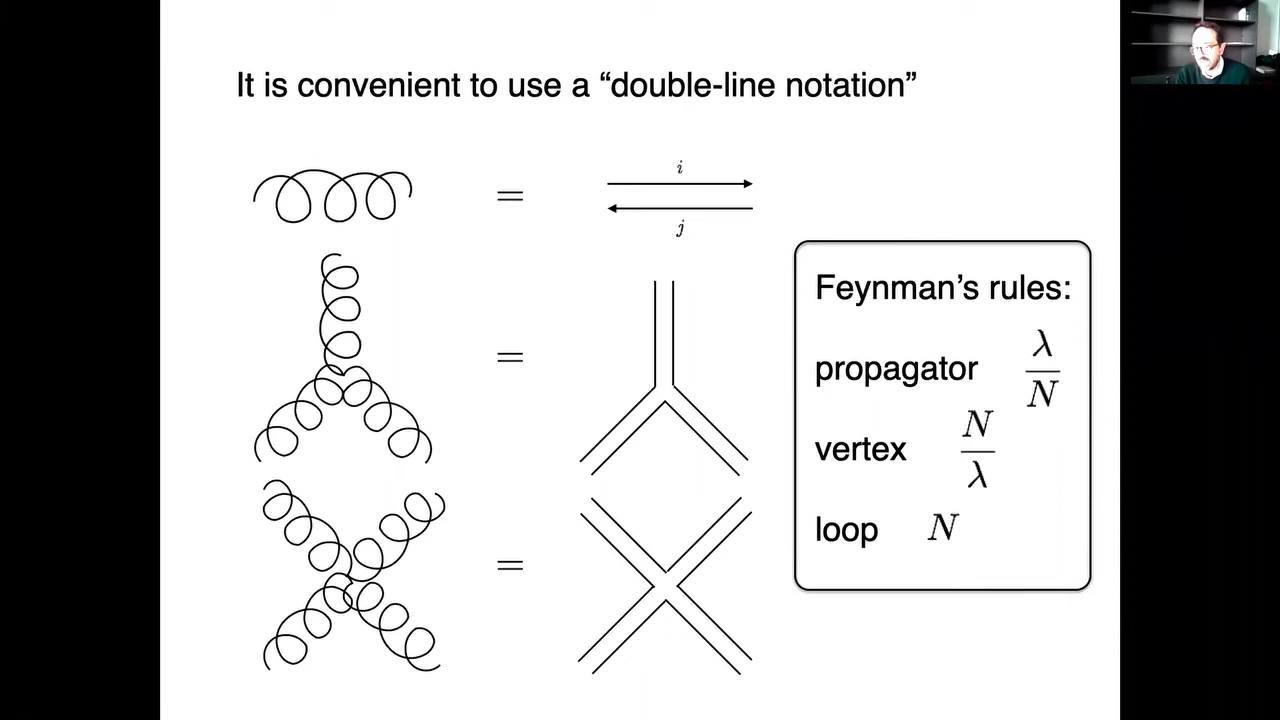 It is convenient to use a “double-line notation”
=
i
j
=
=
Feynman’s rules:
propagator λ/N
vertex N/λ
loop N